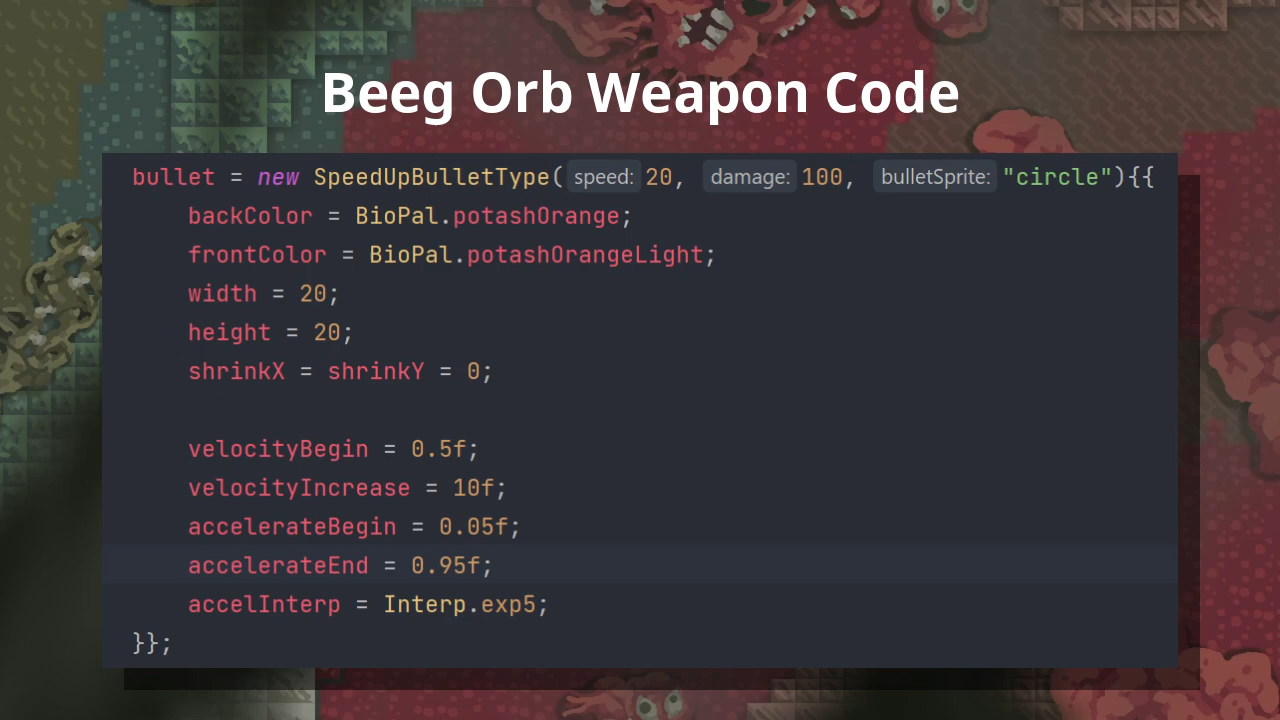 Beeg Orb Weapon Code
bullet = new SpeedUpBulletType( speed: 20, damage: 100, bulletSprite: "circle"){{
    backColor = BioPal.potashOrange;
    frontColor = BioPal.potashOrangeLight;
    width = 20;
    height = 20;
    shrinkX = shrinkY = 0;
    velocityBegin = 0.5f;
    velocityIncrease = 10f;
    accelerateBegin = 0.05f;
    accelerateEnd = 0.95f;
    accelInterp = Interp.exp5;
}};